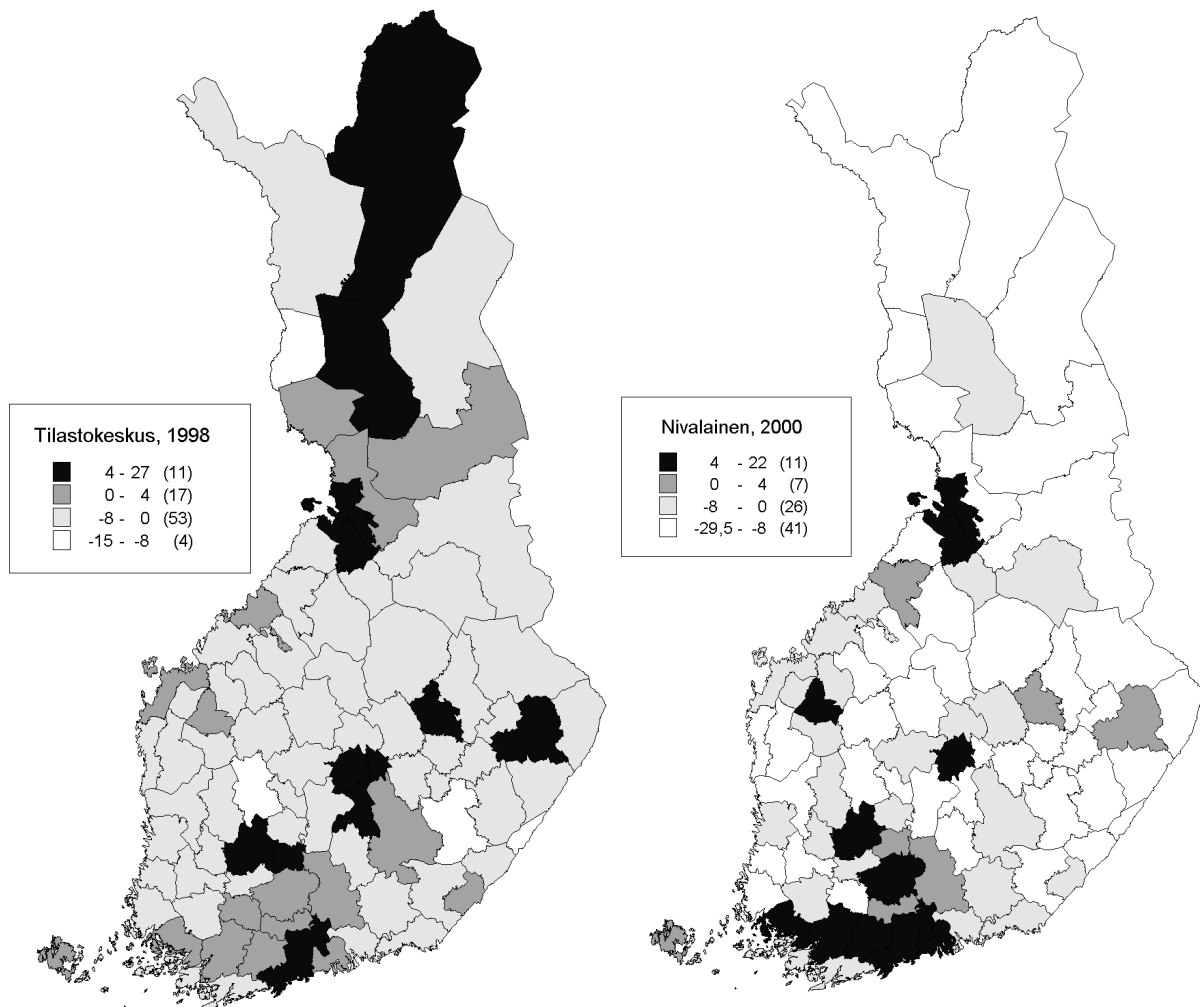 Tilastokeskus, 1998
4 - 27 (11)
0 - 4 (17)
-8 - 0 (53)
-15 - -8 (4)
Nivalainen, 2000
4 - 22 (11)
0 - 4 (7)
-8 - 0 (26)
-29,5 - -8 (41)